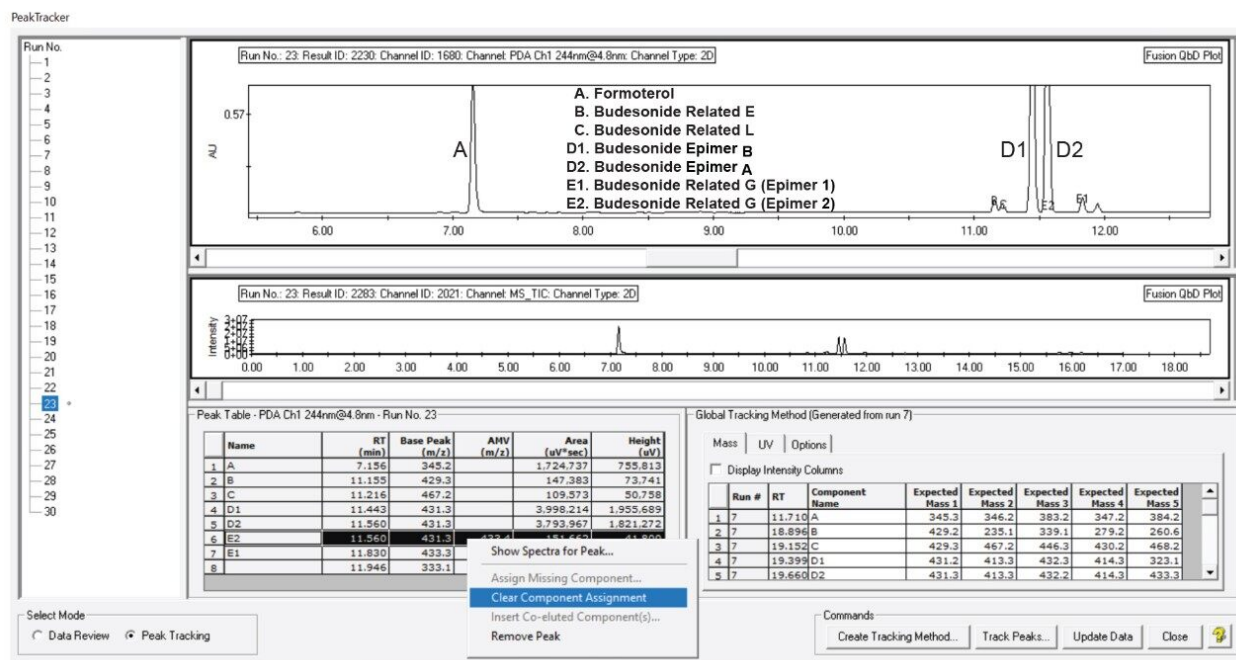 PeakTracker
Run No.
1
2
3
4
5
6
7
8
9
10
11
12
13
14
15
16
17
18
19
20
21
22
23
24
25
26
27
28
29
30
Run No.: 23: Result ID: 2230: Channel ID: 1680: Channel: PDA Ch1 244nm@4.8nm: Channel Type: 2D
Fusion QbD Plot
0.57
AU
A. Formoterol
B. Budesonide Related E
C. Budesonide Related L
D1. Budesonide Epimer B
D2. Budesonide Epimer A
E1. Budesonide Related G (Epimer 1)
E2. Budesonide Related G (Epimer 2)
A
D1 D2
B C E2 E1
6.00 7.00 8.00 9.00 10.00 11.00 12.00
Run No.: 23: Result ID: 2283: Channel ID: 2021: Channel: MS_TIC: Channel Type: 2D
Fusion QbD Plot
Intensity
3+07
0+00
0.00 1.00 2.00 3.00 4.00 5.00 6.00 7.00 8.00 9.00 10.00 11.00 12.00 13.00 14.00 15.00 16.00 17.00 18.00
Peak Table - PDA Ch1 244nm@4.8nm - Run No. 23
Name RT (min) Base Peak (m/z) AMV (m/z) Area (uV*sec) Height (uV)
1 A 7.156 345.2 1,724,737 755,813
2 B 11.155 429.3 147,383 73,741
3 C 11.216 467.2 109,573 50,758
4 D1 11.443 431.3 3,998,214 1,955,689
5 D2 11.560 431.3 3,793,967 1,821,272
6 E2 11.560 431.3
7 E1 11.830 433.3
8 11.946 333.1
Show Spectra for Peak...
Assign Missing Component...
Clear Component Assignment
Insert Co-eluted Component(s)...
Remove Peak
Global Tracking Method (Generated from run 7)
Mass UV Options
Display Intensity Columns
Run # RT Component Name Expected Mass 1 Expected Mass 2 Expected Mass 3 Expected Mass 4 Expected Mass 5
1 7 11.710 A 345.3 346.2 383.2 347.2 384.2
2 7 18.896 B 429.2 235.1 339.1 279.2 260.6
3 7 19.152 C 429.3 467.2 446.3 430.2 468.2
4 7 19.399 D1 431.2 413.3 432.3 414.3 323.1
5 7 19.660 D2 431.3 413.3 432.2 414.3 433.3
Select Mode
Data Review Peak Tracking
Commands
Create Tracking Method... Track Peaks... Update Data Close